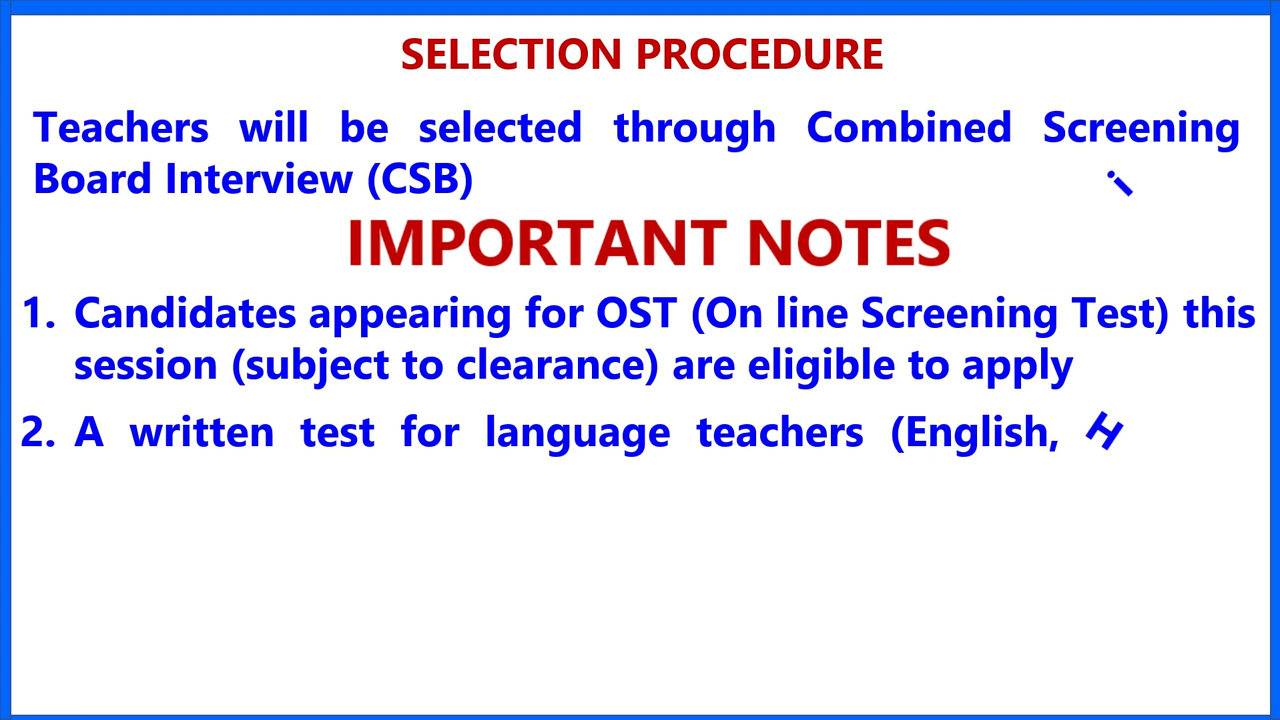 SELECTION PROCEDURE
Teachers will be selected through Combined Screening
Board Interview (CSB)
IMPORTANT NOTES
1. Candidates appearing for OST (On line Screening Test) this
session (subject to clearance) are eligible to apply
2. A written test for language teachers (English, H
i